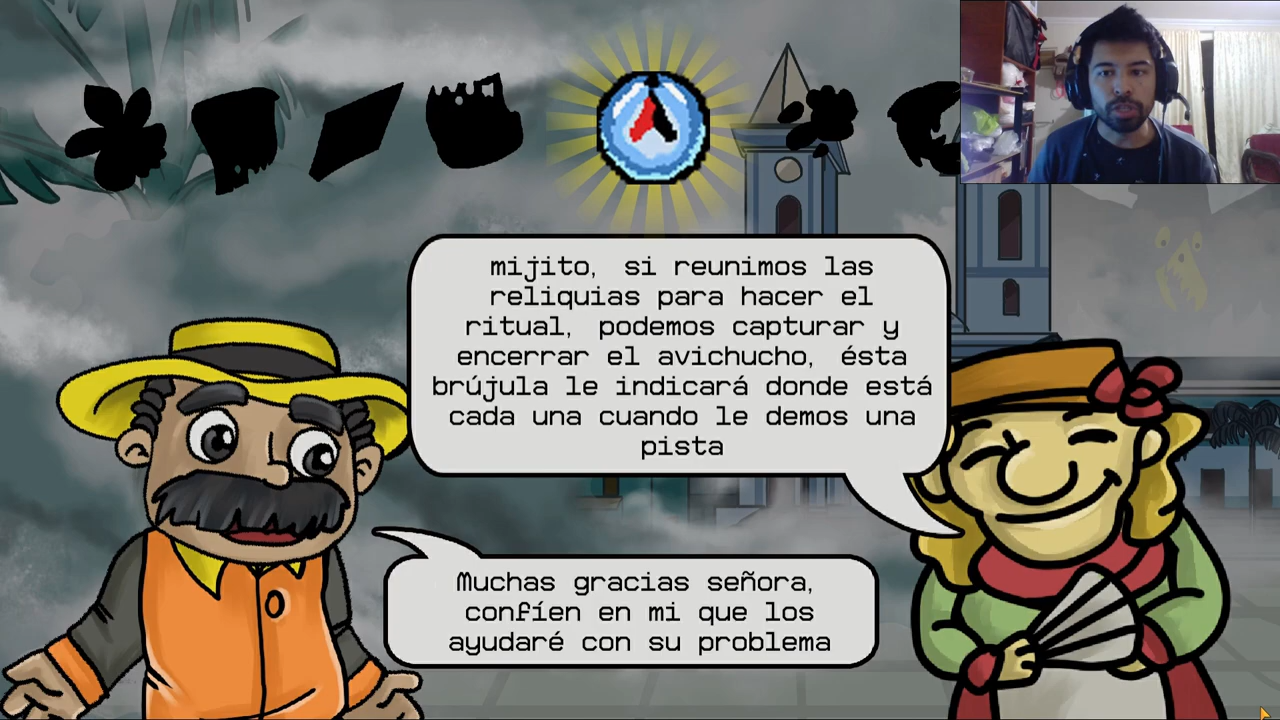 mijito, si reunimos las
reliquias para hacer el
ritual, podemos capturar y
encerrar el avichucho, ésta
brújula le indicará donde está
cada una cuando le demos una
pista
Muchas gracias señora,
confíen en mi que los
ayudaré con su problema